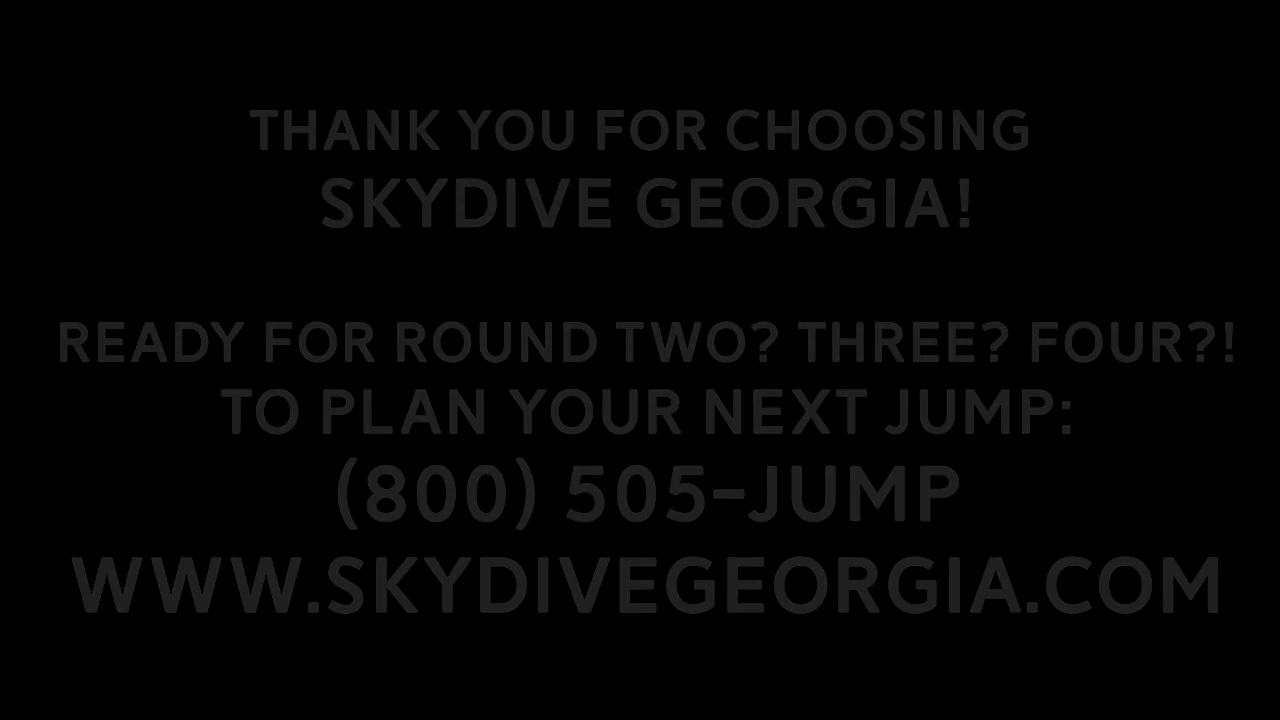 THANK YOU FOR CHOOSING
SKYDIVE GEORGIA!
READY FOR ROUND TWO? THREE? FOUR?!
TO PLAN YOUR NEXT JUMP:
(800) 505-JUMP
WWW.SKYDIVEGEORGIA.COM